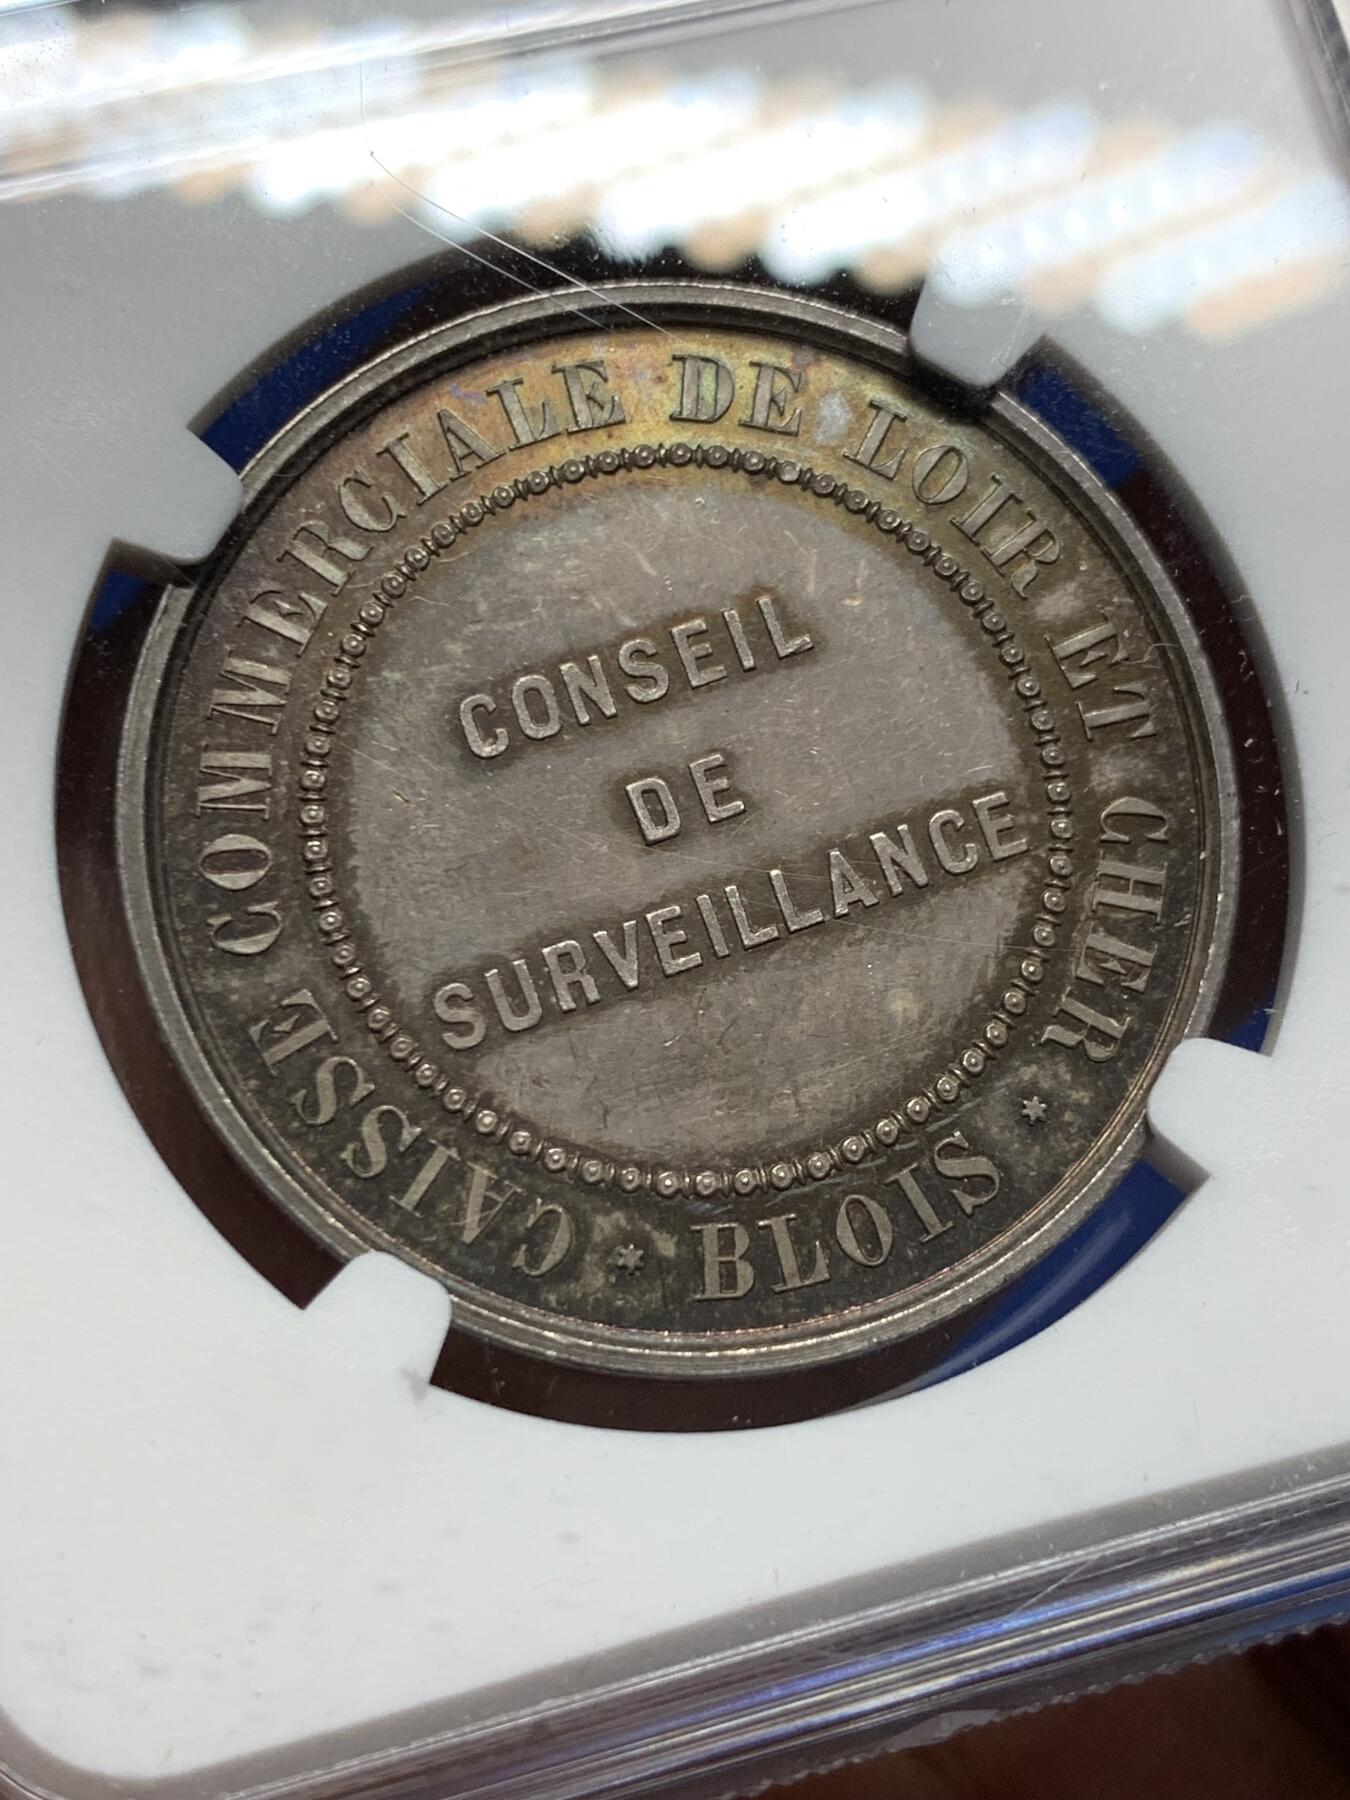 CAISSE COMMERCIALE DE LOIR ET CHER
* BLOIS *
CONSEIL
DE
SURVEILLANCE